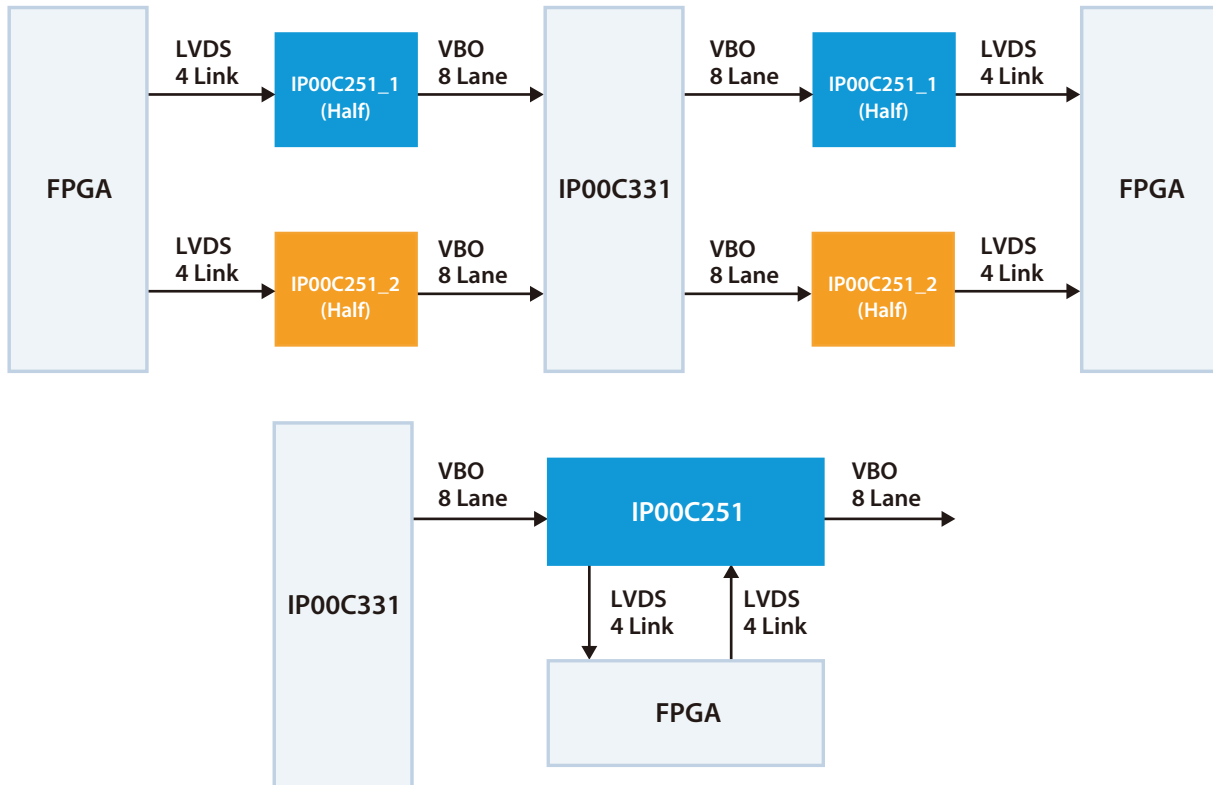 LVDS
4 Link
IP00C251_1
(Half)
VBO
8 Lane
VBO
8 Lane
IP00C251_1
(Half)
LVDS
4 Link
FPGA
IP00C331
FPGA
LVDS
4 Link
IP00C251_2
(Half)
VBO
8 Lane
VBO
8 Lane
IP00C251_2
(Half)
LVDS
4 Link
VBO
8 Lane
IP00C251
VBO
8 Lane
IP00C331
LVDS
4 Link
LVDS
4 Link
FPGA